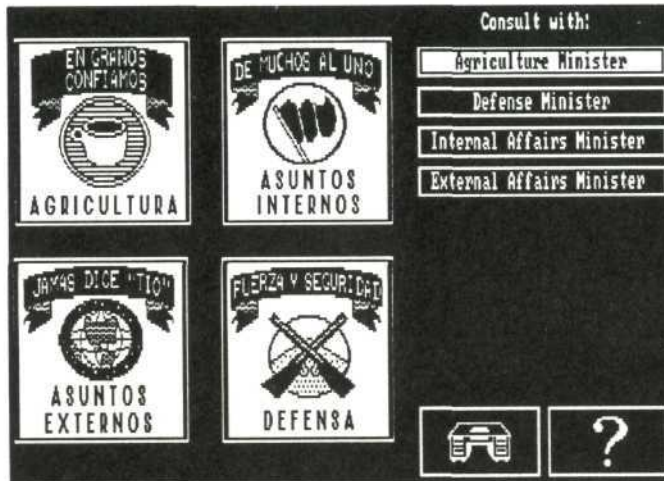 EN GRANOS
CONFIAMOS
AGRICULTURA
DE MUCHOS AL UNO
ASUNTOS
INTERNOS
JAMAS DICE "TIO"
ASUNTOS
EXTERNOS
FUERZA Y SEGURIDAD
DEFENSA
Consult with:
Agriculture Minister
Defense Minister
Internal Affairs Minister
External Affairs Minister
?